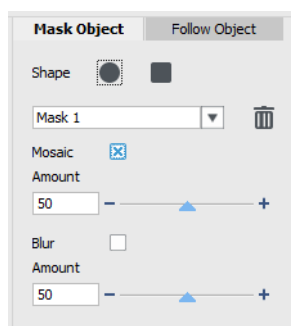 Mask Object Follow Object
Shape
Mask 1
Mosaic
Amount
50
Blur
Amount
50